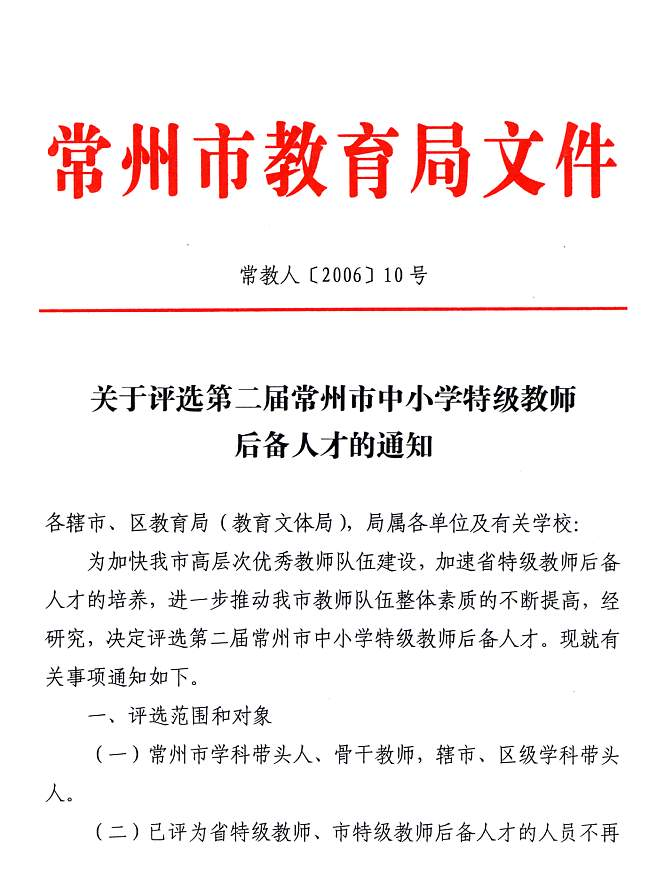 常州市教育局文件
常教人〔2006〕10号
关于评选第二届常州市中小学特级教师
后备人才的通知
各辖市、区教育局（教育文体局），局属各单位及有关学校：
为加快我市高层次优秀教师队伍建设，加速省特级教师后备
人才的培养，进一步推动我市教师队伍整体素质的不断提高，经
研究，决定评选第二届常州市中小学特级教师后备人才。现就有
关事项通知如下。
一、评选范围和对象
（一）常州市学科带头人、骨干教师，辖市、区级学科带头
人。
（二）已评为省特级教师、市特级教师后备人才的人员不再